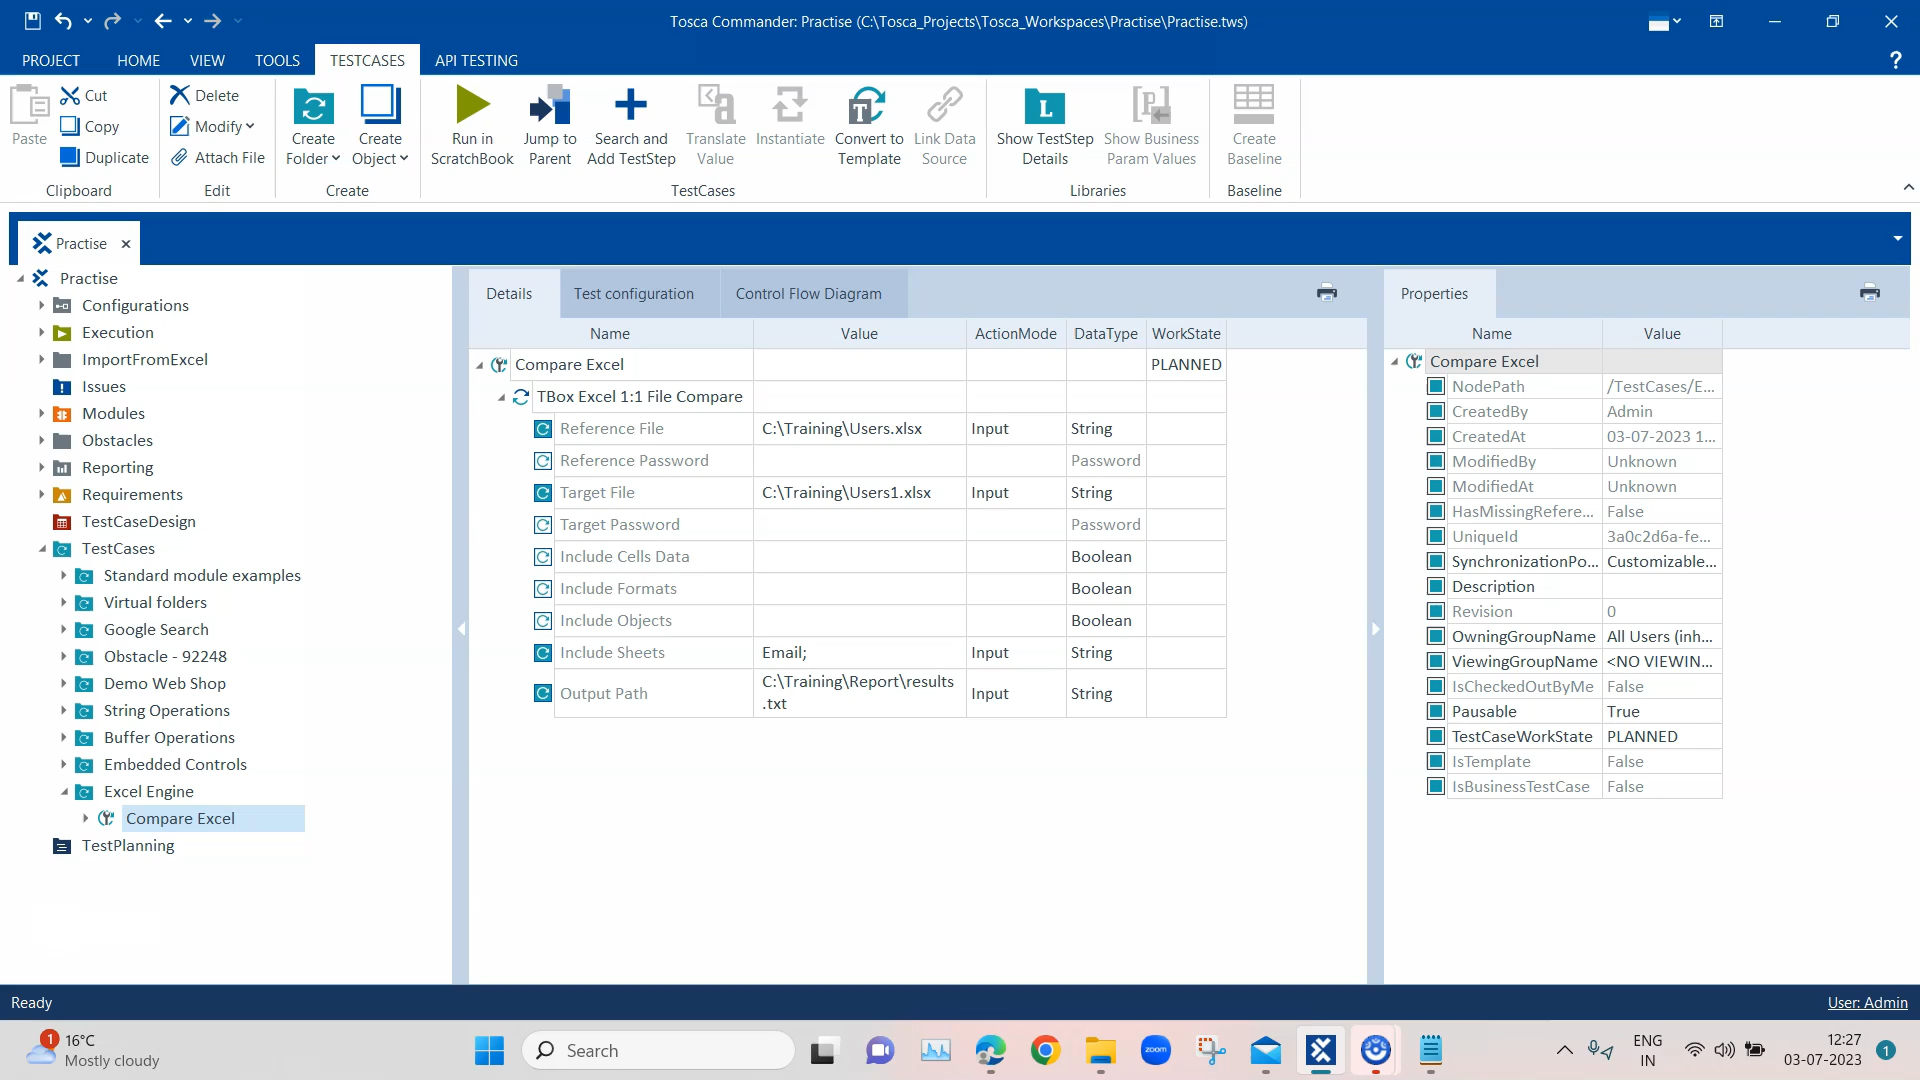 Tosca Commander: Practise (C:\Tosca_Projects\Tosca_Workspaces\Practise\Practise.tws)
PROJECT HOME VIEW TOOLS TESTCASES API TESTING ?
Paste
Cut
Copy
Duplicate
Clipboard
Delete
Modify
Attach File
Edit
Create Folder
Create Object
Create
Run in ScratchBook
Jump to Parent
Search and Add TestStep
Translate Value
Instantiate
Convert to Template
Link Data Source
TestCases
Show TestStep Details
Show Business Param Values
Libraries
Create Baseline
Baseline
Practise
Practise
Configurations
Execution
ImportFromExcel
Issues
Modules
Obstacles
Reporting
Requirements
TestCaseDesign
TestCases
Standard module examples
Virtual folders
Google Search
Obstacle - 92248
Demo Web Shop
String Operations
Buffer Operations
Embedded Controls
Excel Engine
Compare Excel
TestPlanning
Details Test configuration Control Flow Diagram
Name Value ActionMode DataType WorkState
Compare Excel PLANNED
TBox Excel 1:1 File Compare
Reference File C:\Training\Users.xlsx Input String
Reference Password Password
Target File C:\Training\Users1.xlsx Input String
Target Password Password
Include Cells Data Boolean
Include Formats Boolean
Include Objects Boolean
Include Sheets Email; Input String
Output Path C:\Training\Report\results.txt Input String
Properties
Name Value
Compare Excel
NodePath /TestCases/E...
CreatedBy Admin
CreatedAt 03-07-2023 1...
ModifiedBy Unknown
ModifiedAt Unknown
HasMissingRefere... False
UniqueId 3a0c2d6a-fe...
SynchronizationPo... Customizable...
Description
Revision 0
OwningGroupName All Users (inh...
ViewingGroupName <NO VIEWIN...
IsCheckedOutByMe False
Pausable True
TestCaseWorkState PLANNED
IsTemplate False
IsBusinessTestCase False
Ready
User: Admin
1
16°C
Mostly cloudy
Search
zoom
ENG
IN
12:27
03-07-2023
1